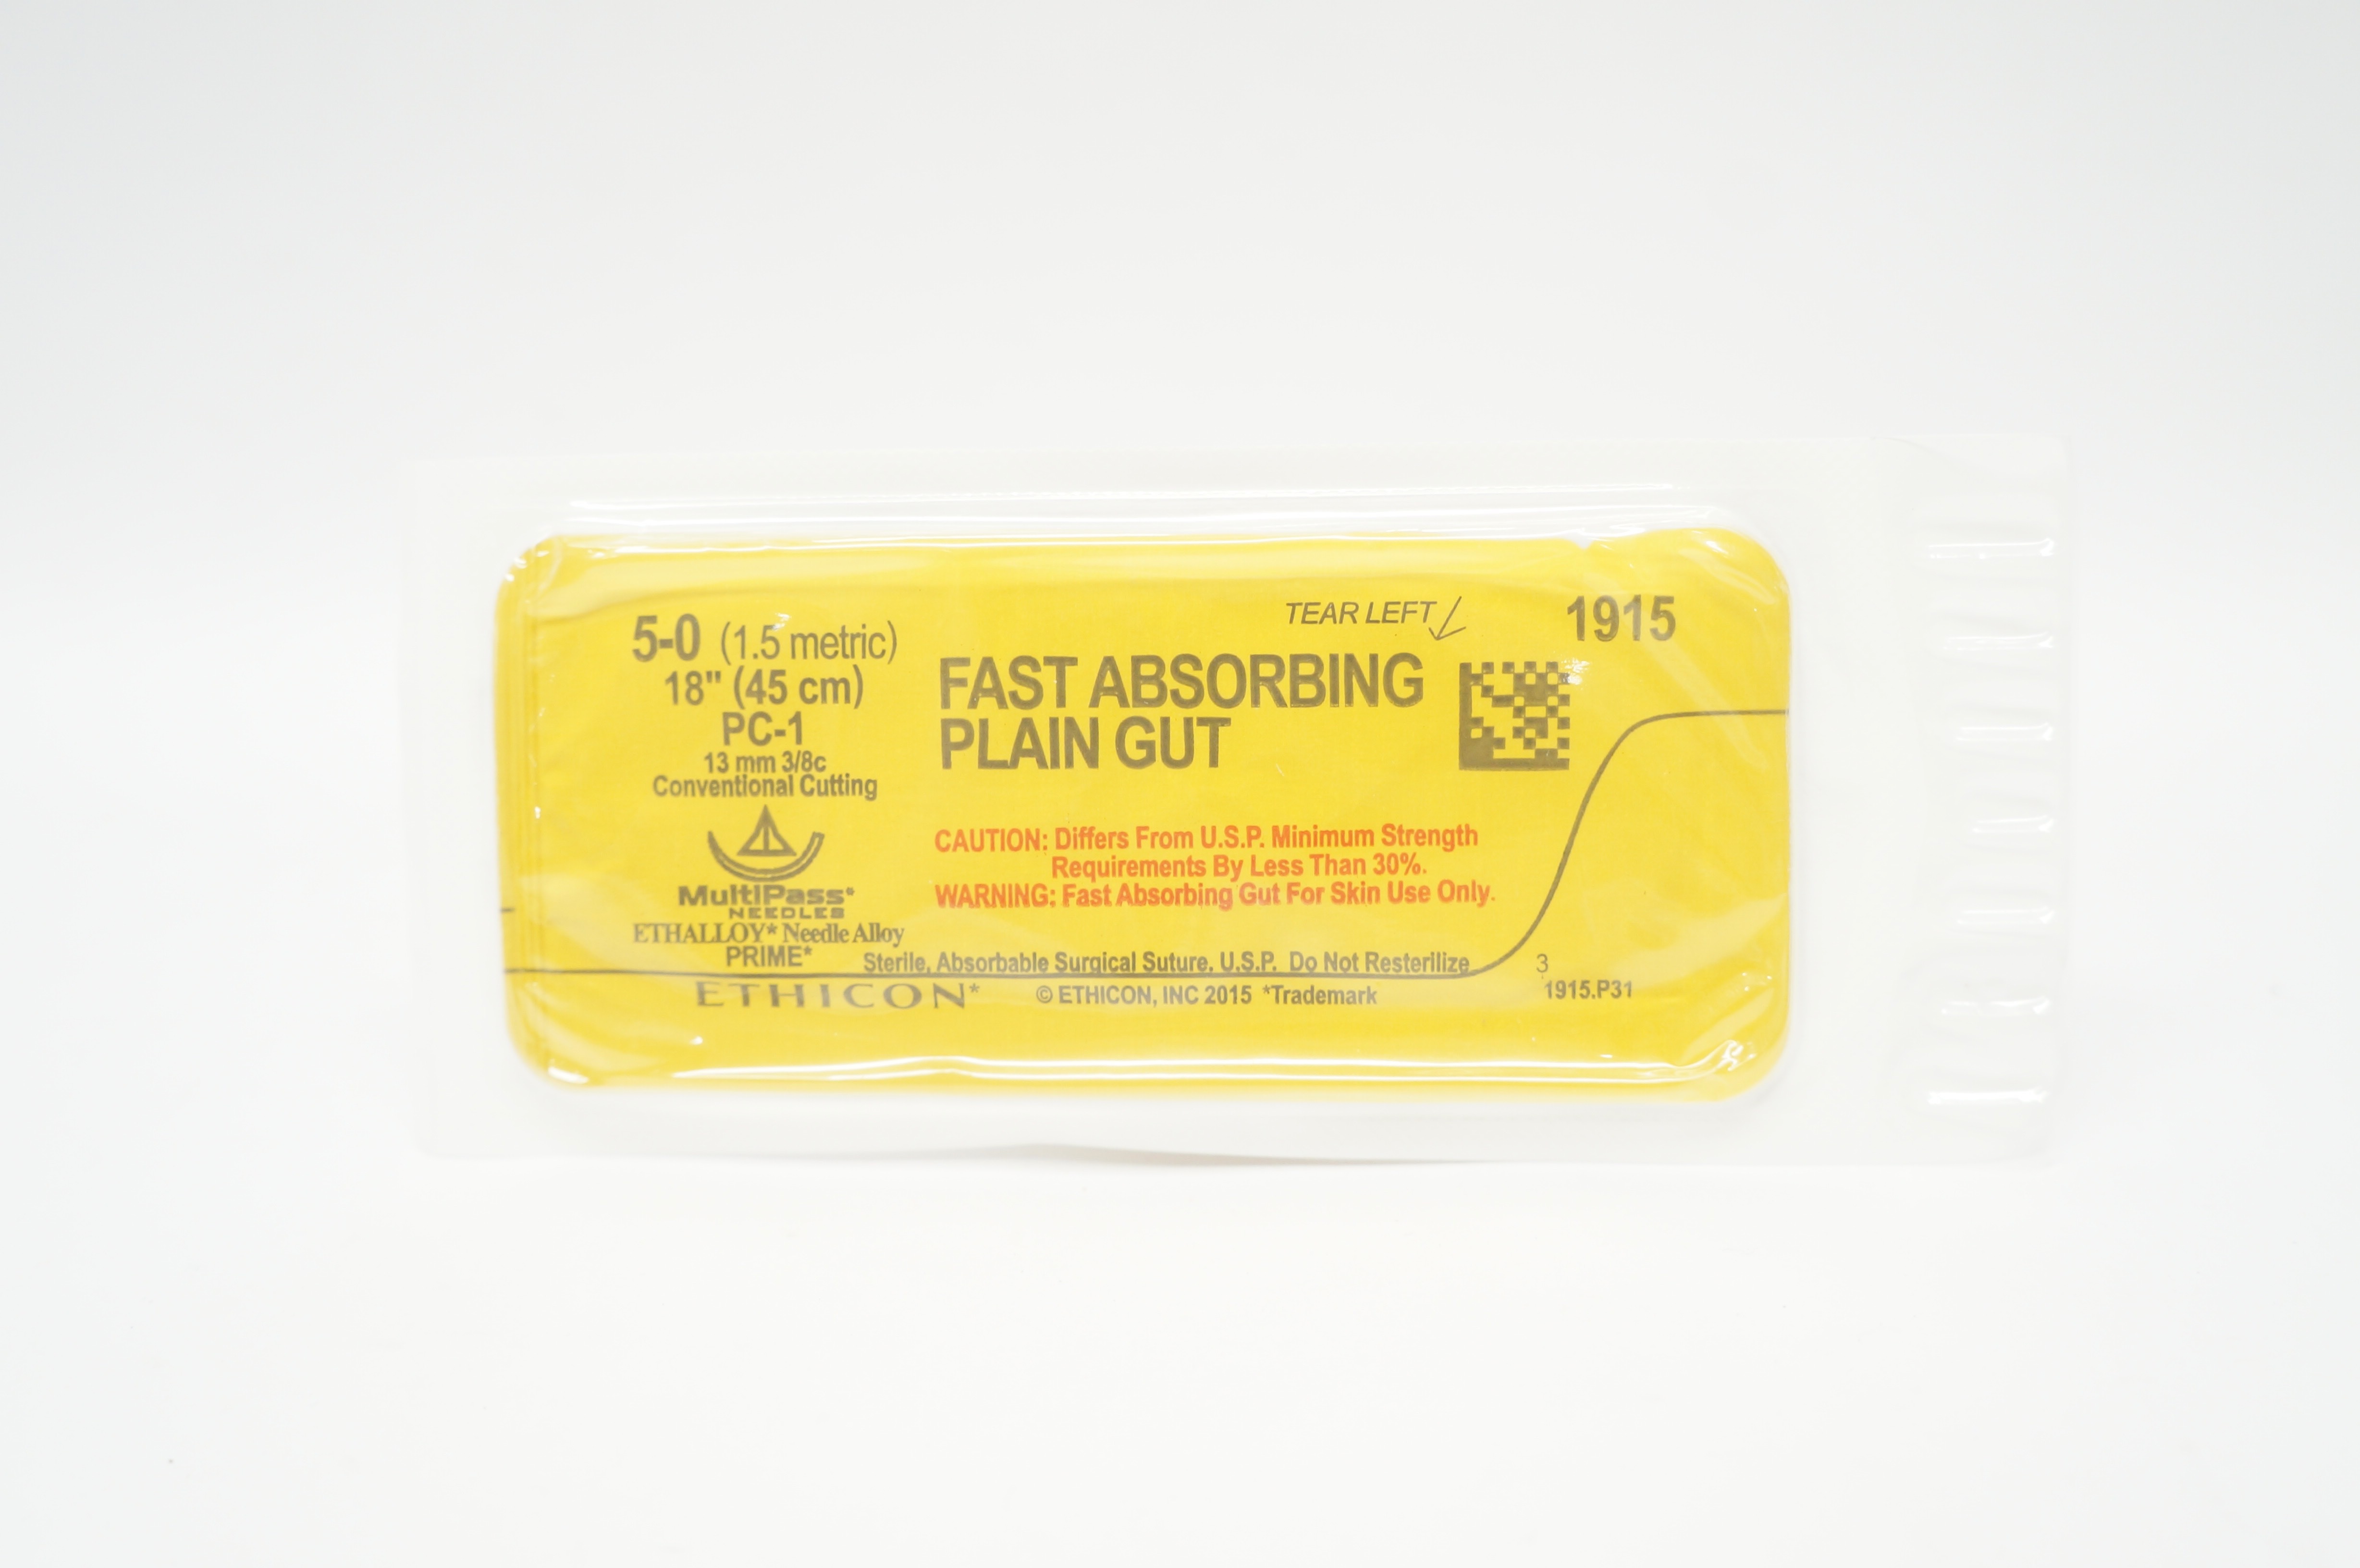 5-0 (1.5 metric)
18" (45 cm)
PC-1
13 mm 3/8c
Conventional Cutting
MultiPass*
NEEDLES
ETHALLOY* Needle Alloy
PRIME*
TEAR LEFT
1915
FAST ABSORBING
PLAIN GUT
CAUTION: Differs From U.S.P. Minimum Strength
Requirements By Less Than 30%.
WARNING: Fast Absorbing Gut For Skin Use Only.
Sterile, Absorbable Surgical Suture, U.S.P. Do Not Resterilize
3
ETHICON*
© ETHICON, INC 2015 *Trademark
1915.P31